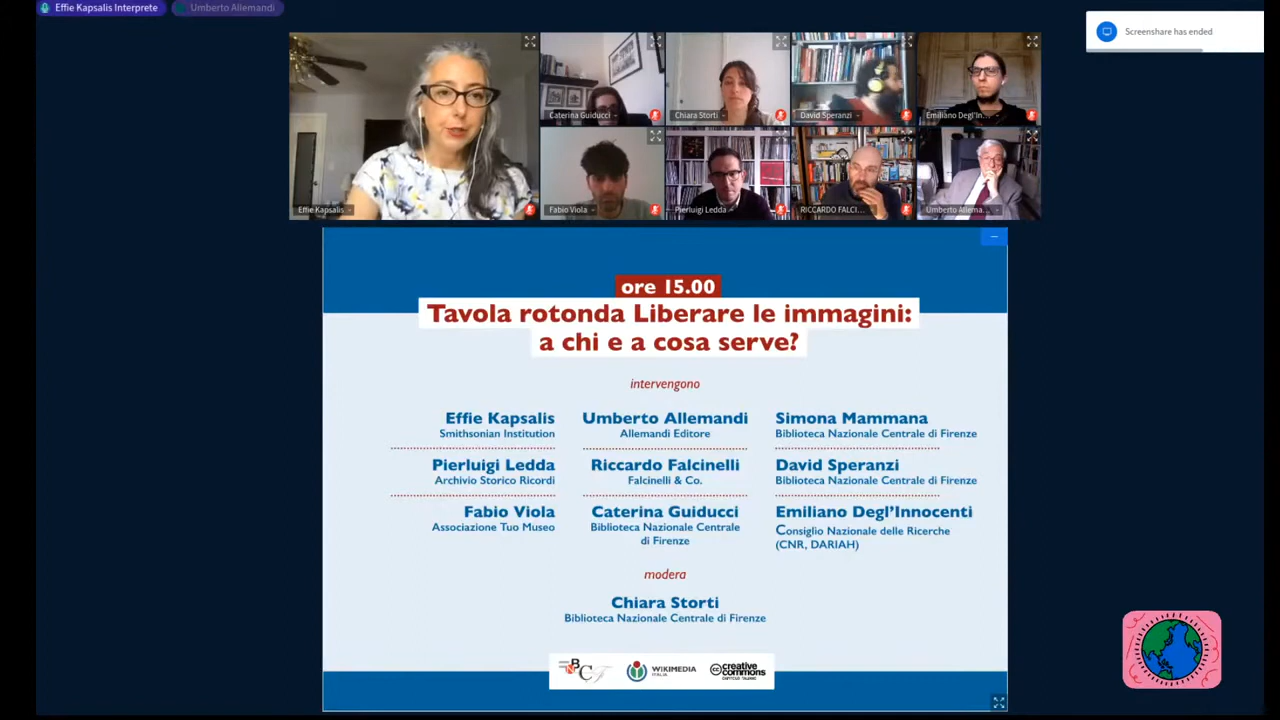 Effie Kapsalis Interprete
Umberto Allemandi
Screenshare has ended
Caterina Guiducci
Chiara Storti
David Speranzi
Emiliano Degl'In...
Effie Kapsalis
Fabio Viola
Pierluigi Ledda
RICCARDO FALCI...
Umberto Allema...
ore 15.00
Tavola rotonda Liberare le immagini:
a chi e a cosa serve?
intervengono
Effie Kapsalis
Smithsonian Institution
Umberto Allemandi
Allemandi Editore
Simona Mammana
Biblioteca Nazionale Centrale di Firenze
Pierluigi Ledda
Archivio Storico Ricordi
Riccardo Falcinelli
Falcinelli & Co.
David Speranzi
Biblioteca Nazionale Centrale di Firenze
Fabio Viola
Associazione Tuo Museo
Caterina Guiducci
Biblioteca Nazionale Centrale
di Firenze
Emiliano Degl'Innocenti
Consiglio Nazionale delle Ricerche
(CNR, DARIAH)
modera
Chiara Storti
Biblioteca Nazionale Centrale di Firenze
BNCF
WIKIMEDIA
ITALIA
cc creative
commons